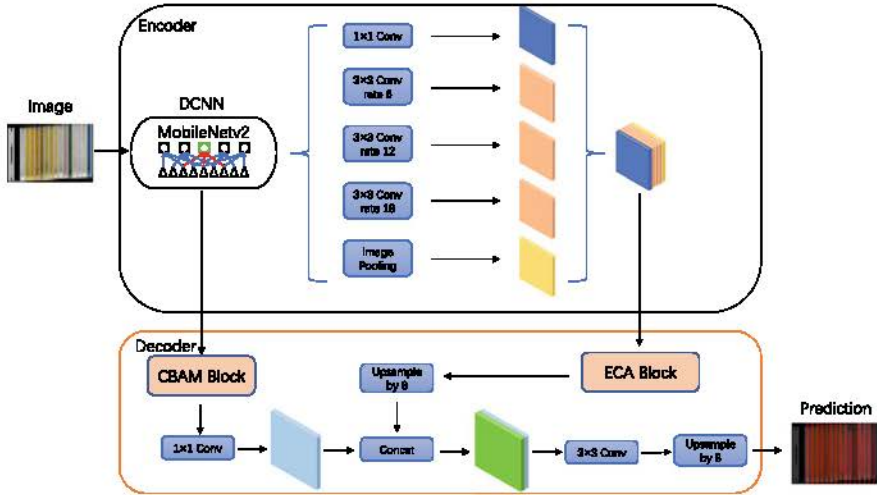 Encoder
1×1 Conv
3×3 Conv
rate 6
3×3 Conv
rate 12
3×3 Conv
rate 18
Image
Pooling
Image
DCNN
MobileNetv2
Decoder
CBAM Block
Upsample
by 8
ECA Block
1×1 Conv
Concat
3×3 Conv
Upsample
by 8
Prediction